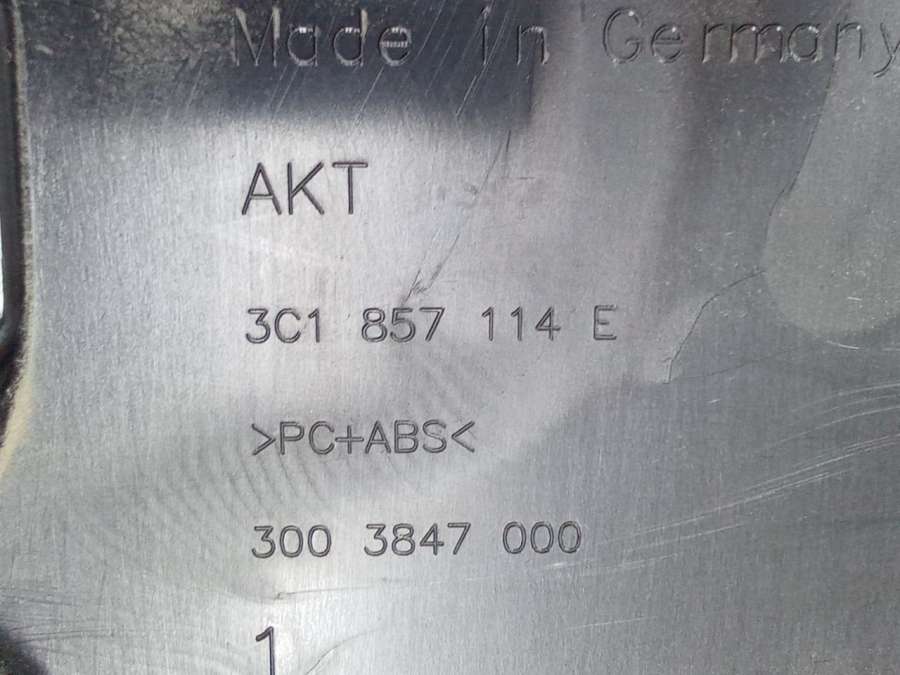 Made in Germany
AKT
3C1 857 114 E
>PC+ABS<
300 3847 000
1